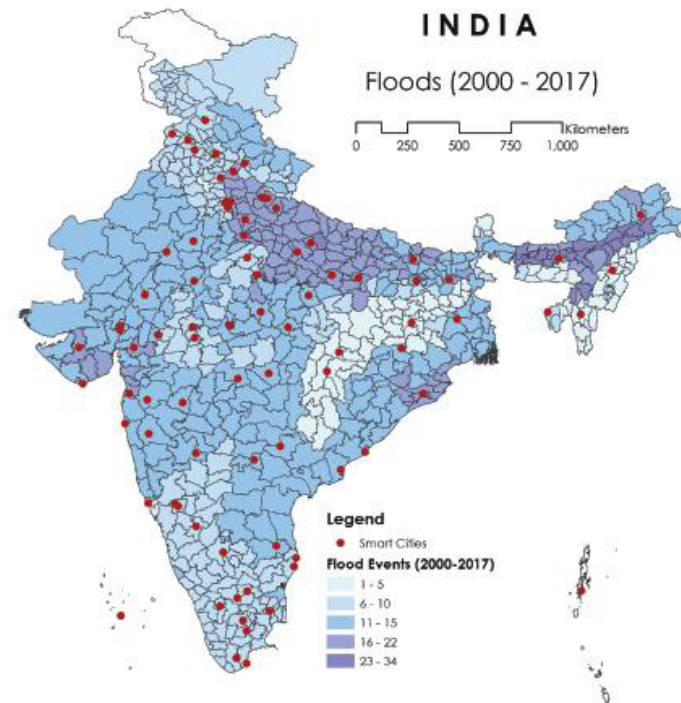 INDIA
Floods (2000 - 2017)
Kilometers
0 250 500 750 1,000
Legend
Smart Cities
Flood Events (2000-2017)
1 - 5
6 - 10
11 - 15
16 - 22
23 - 34